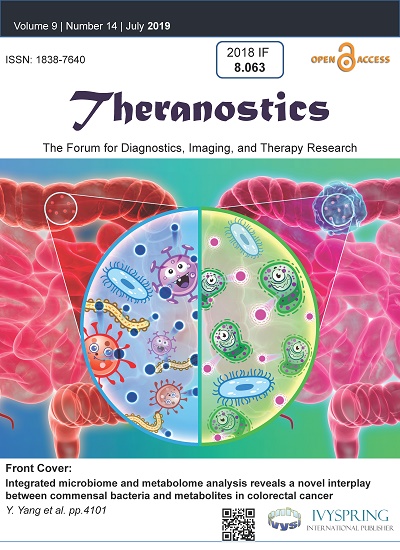 Volume 9 | Number 14 | July 2019
ISSN: 1838-7640
2018 IF
8.063
OPEN ACCESS
Theranostics
The Forum for Diagnostics, Imaging, and Therapy Research
Front Cover:
Integrated microbiome and metabolome analysis reveals a novel interplay
between commensal bacteria and metabolites in colorectal cancer
Y. Yang et al. pp.4101
ivys
IVYSPRING
INTERNATIONAL PUBLISHER